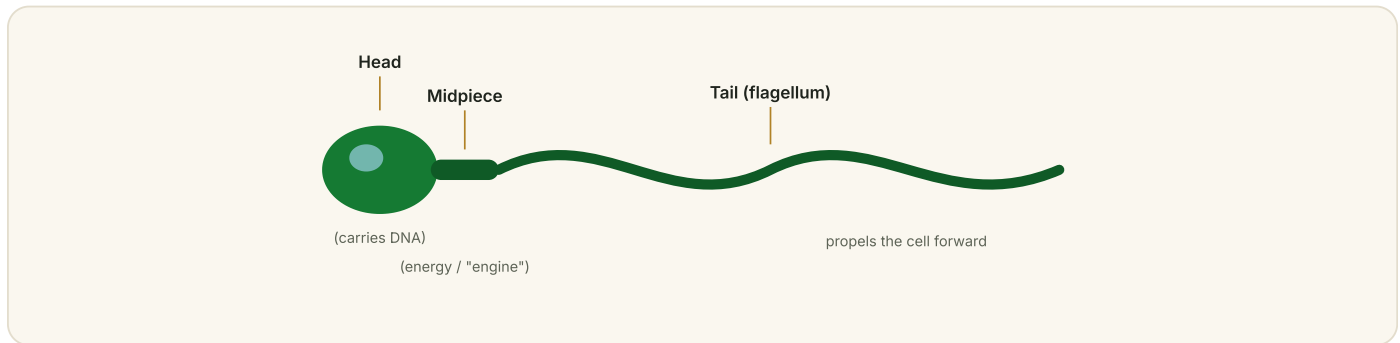 Head
Midpiece
Tail (flagellum)
(carries DNA)
propels the cell forward
(energy / "engine")